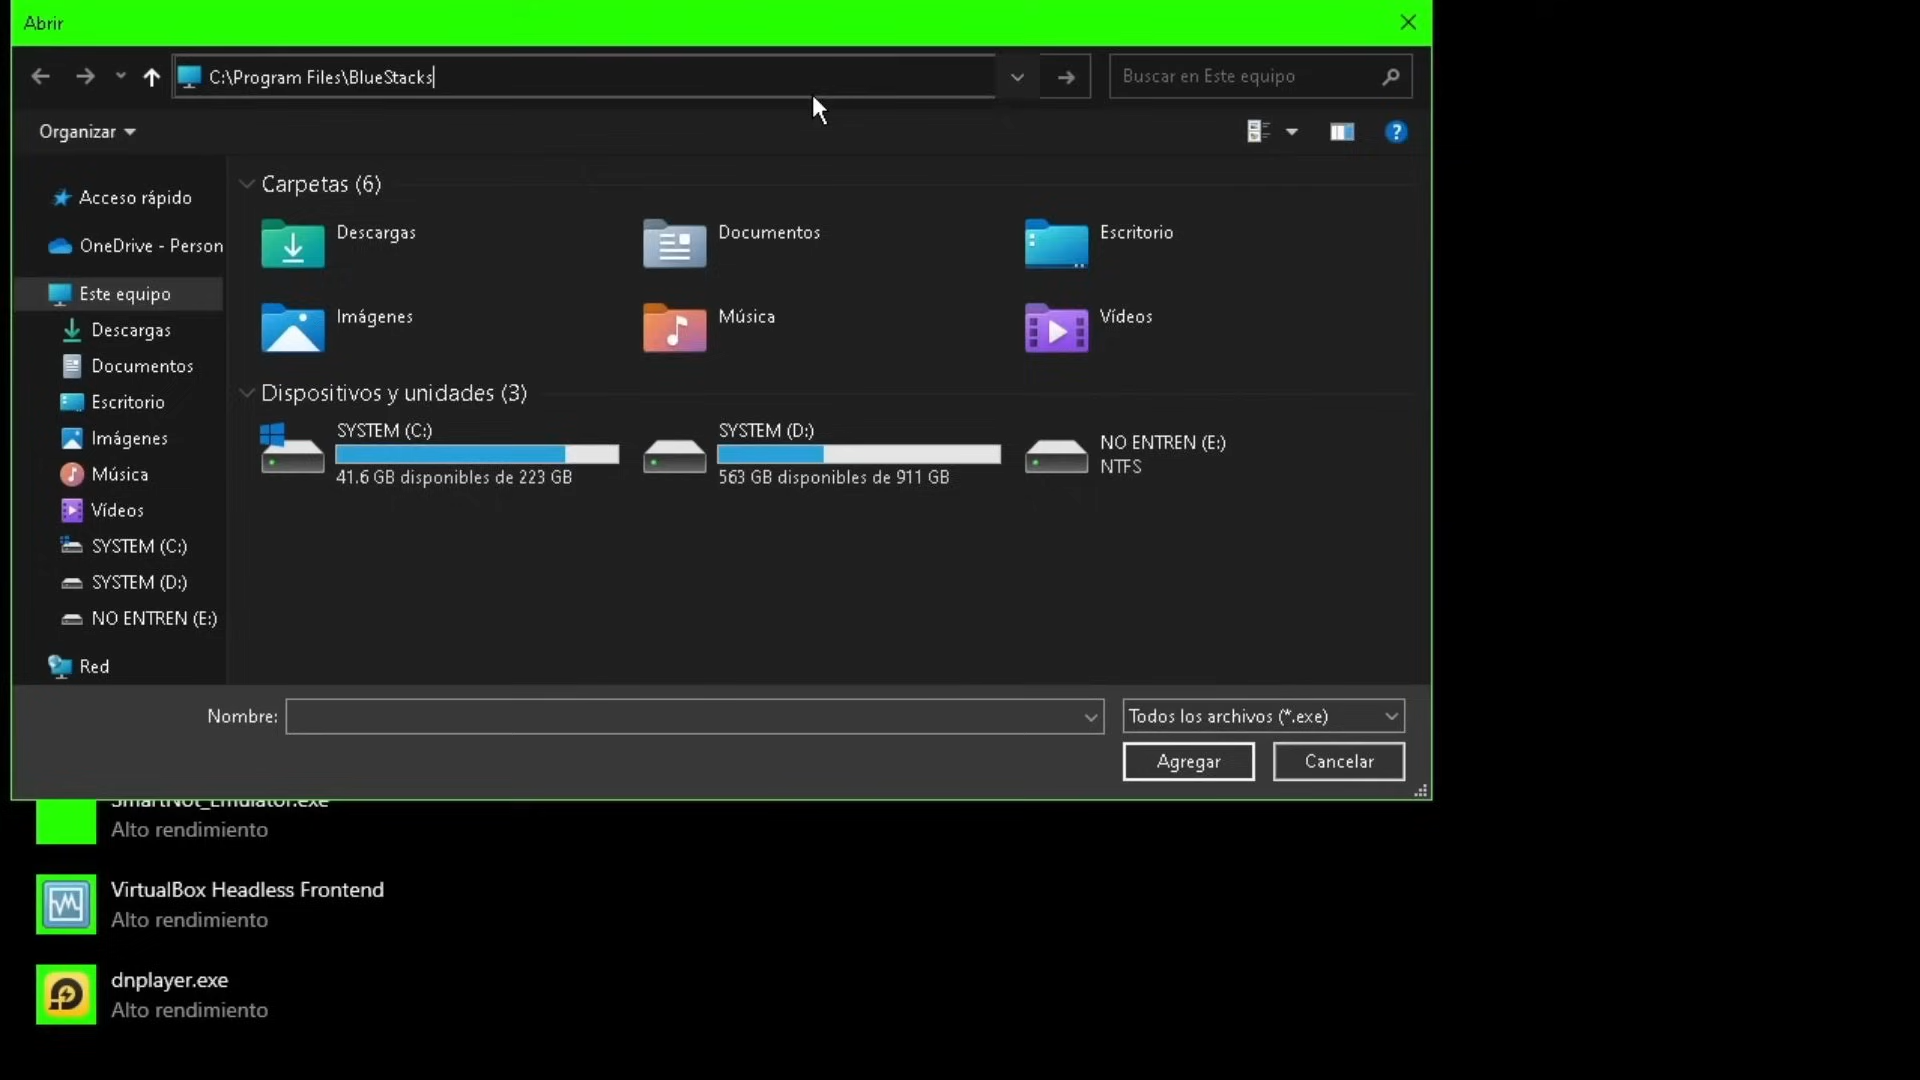 Abrir
C:\Program Files\BlueStacks
Buscar en Este equipo
Organizar
Acceso rápido
OneDrive - Person
Este equipo
Descargas
Documentos
Escritorio
Imágenes
Música
Vídeos
SYSTEM (C:)
SYSTEM (D:)
NO ENTREN (E:)
Red
Carpetas (6)
Descargas
Documentos
Escritorio
Imágenes
Música
Vídeos
Dispositivos y unidades (3)
SYSTEM (C:)
41.6 GB disponibles de 223 GB
SYSTEM (D:)
563 GB disponibles de 911 GB
NO ENTREN (E:)
NTFS
Nombre:
Todos los archivos (*.exe)
Agregar
Cancelar
SmartNot_Emulator.exe
Alto rendimiento
VirtualBox Headless Frontend
Alto rendimiento
dnplayer.exe
Alto rendimiento